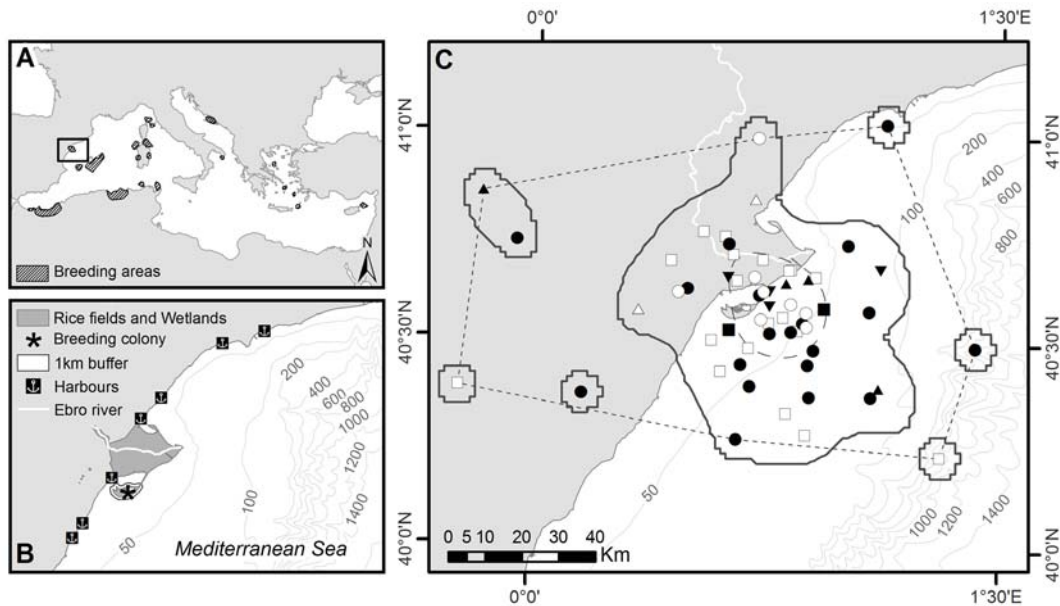 0°0'
1°30'E
A
N
Breeding areas
B
Rice fields and Wetlands
Breeding colony
1km buffer
Harbours
Ebro river
200
400
600
800
1000
1200
1400
100
50
Mediterranean Sea
C
41°0'N
40°30'N
40°0'N
41°0'N
40°30'N
40°0'N
200
400
600
800
100
50
1000
1200
1400
0 5 10 20 30 40
Km
0°0'
1°30'E